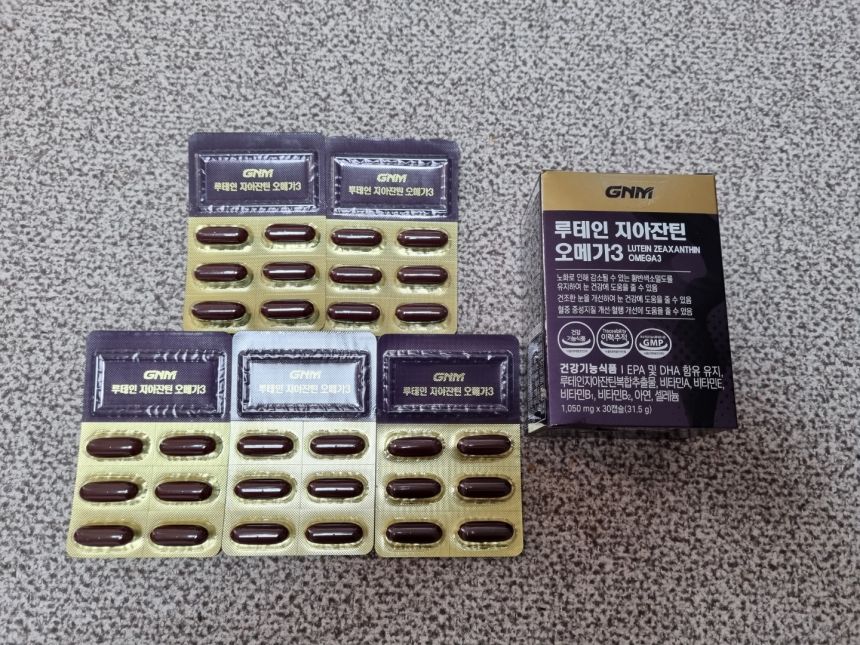 GNM
루테인 지아잔틴 오메가3
GNM
루테인 지아잔틴 오메가3
GNM
루테인 지아잔틴 오메가3
GNM
루테인 지아잔틴 오메가3
GNM
루테인 지아잔틴 오메가3
GNM
루테인 지아잔틴
오메가3 LUTEIN ZEAXANTHIN
OMEGA3
노화로 인해 감소될 수 있는 황반색소밀도를
유지하여 눈 건강에 도움을 줄 수 있음
건조한 눈을 개선하여 눈 건강에 도움을 줄 수 있음
혈중 중성지질 개선·혈행 개선에 도움을 줄 수 있음
건강
기능식품
Traceability
이력추적
GMP
건강기능식품 | EPA 및 DHA 함유 유지,
루테인지아잔틴복합추출물, 비타민A, 비타민E,
비타민B₁, 비타민B₂, 아연, 셀레늄
1,050 mg x 30캡슐(31.5 g)